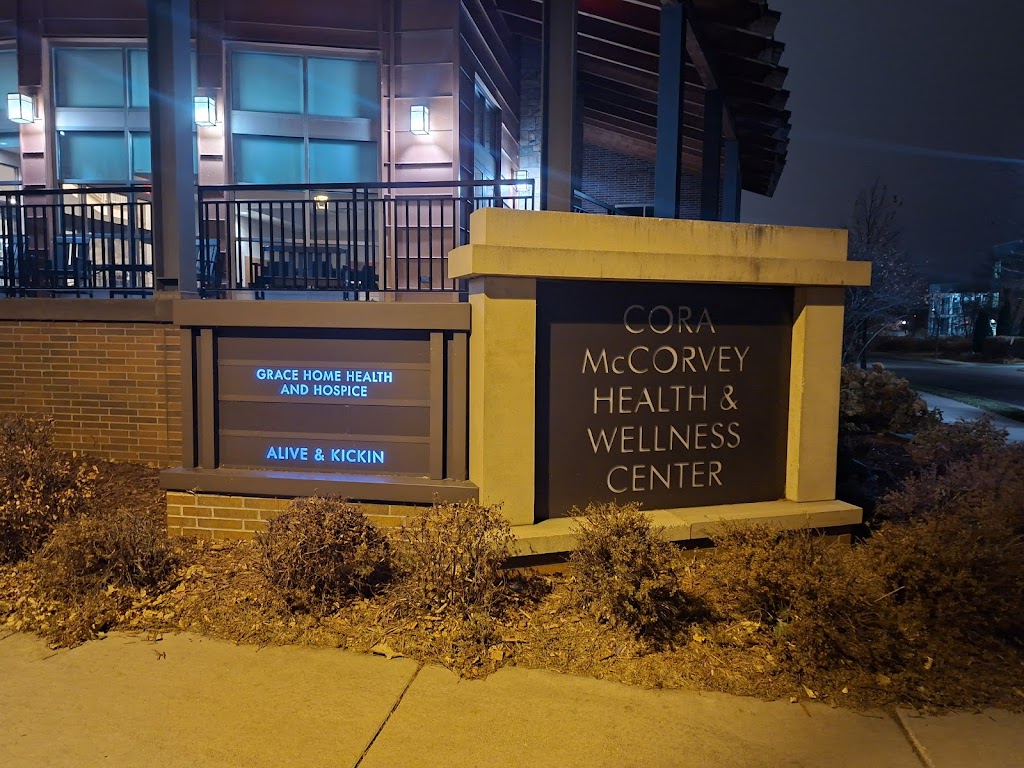 GRACE HOME HEALTH
AND HOSPICE
ALIVE & KICKIN
CORA
McCORVEY
HEALTH &
WELLNESS
CENTER